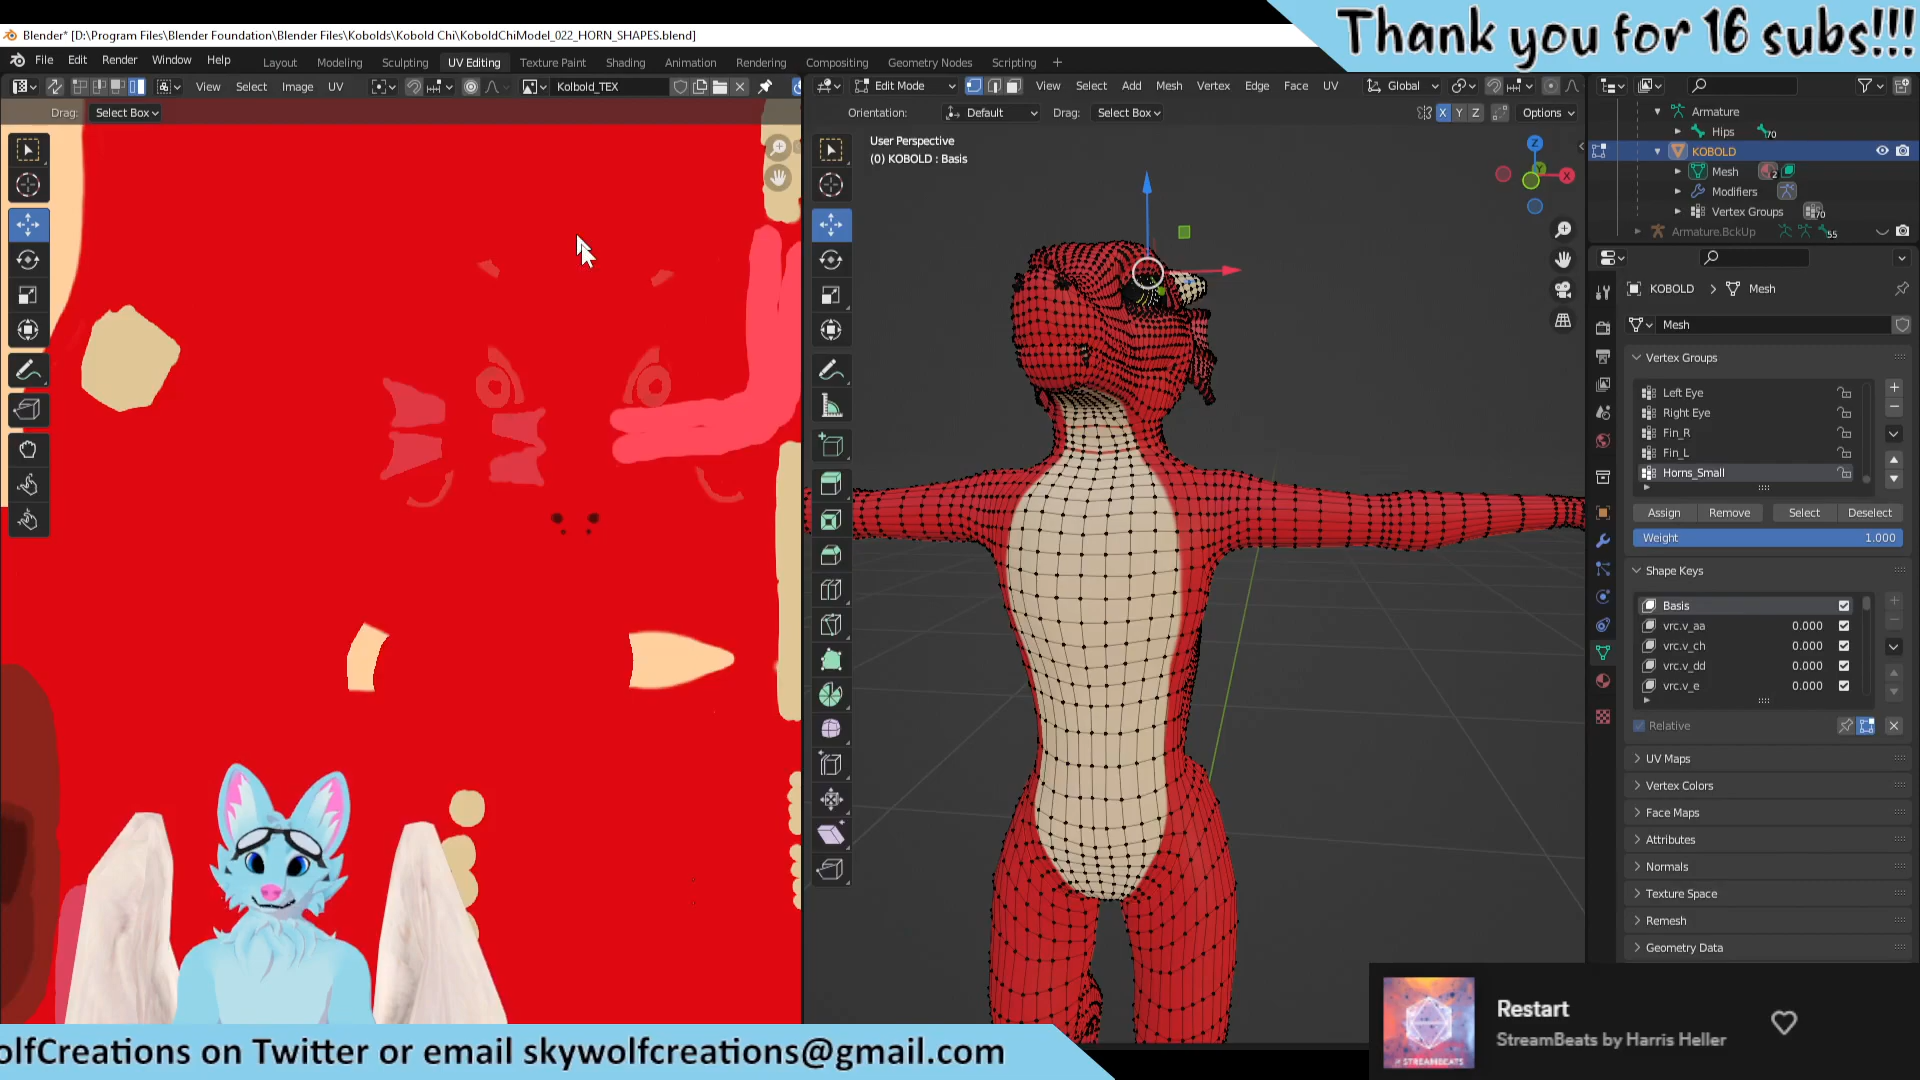 Thank you for 16 subs!!!
Blender* [D:\Program Files\Blender Foundation\Blender Files\Kobolds\Kobold Chi\KoboldChiModel_022_HORN_SHAPES.blend]
File Edit Render Window Help Layout Modeling Sculpting UV Editing Texture Paint Shading Animation Rendering Compositing Geometry Nodes Scripting +
View Select Image UV Kolbold_TEX
Drag: Select Box
Edit Mode View Select Add Mesh Vertex Edge Face UV Global
Orientation: Default Drag: Select Box X Y Z Options
User Perspective
(0) KOBOLD : Basis
Z
X
Armature
Hips 70
KOBOLD
Mesh 2
Modifiers
Vertex Groups 70
Armature.BckUp 55
KOBOLD > Mesh
Mesh
Vertex Groups
Left Eye
Right Eye
Fin_R
Fin_L
Horns_Small
Assign Remove Select Deselect
Weight 1.000
Shape Keys
Basis
vrc.v_aa 0.000
vrc.v_ch 0.000
vrc.v_dd 0.000
vrc.v_e 0.000
Relative
UV Maps
Vertex Colors
Face Maps
Attributes
Normals
Texture Space
Remesh
Geometry Data
Restart
StreamBeats by Harris Heller
STREAMBEATS
olfCreations on Twitter or email skywolfcreations@gmail.com